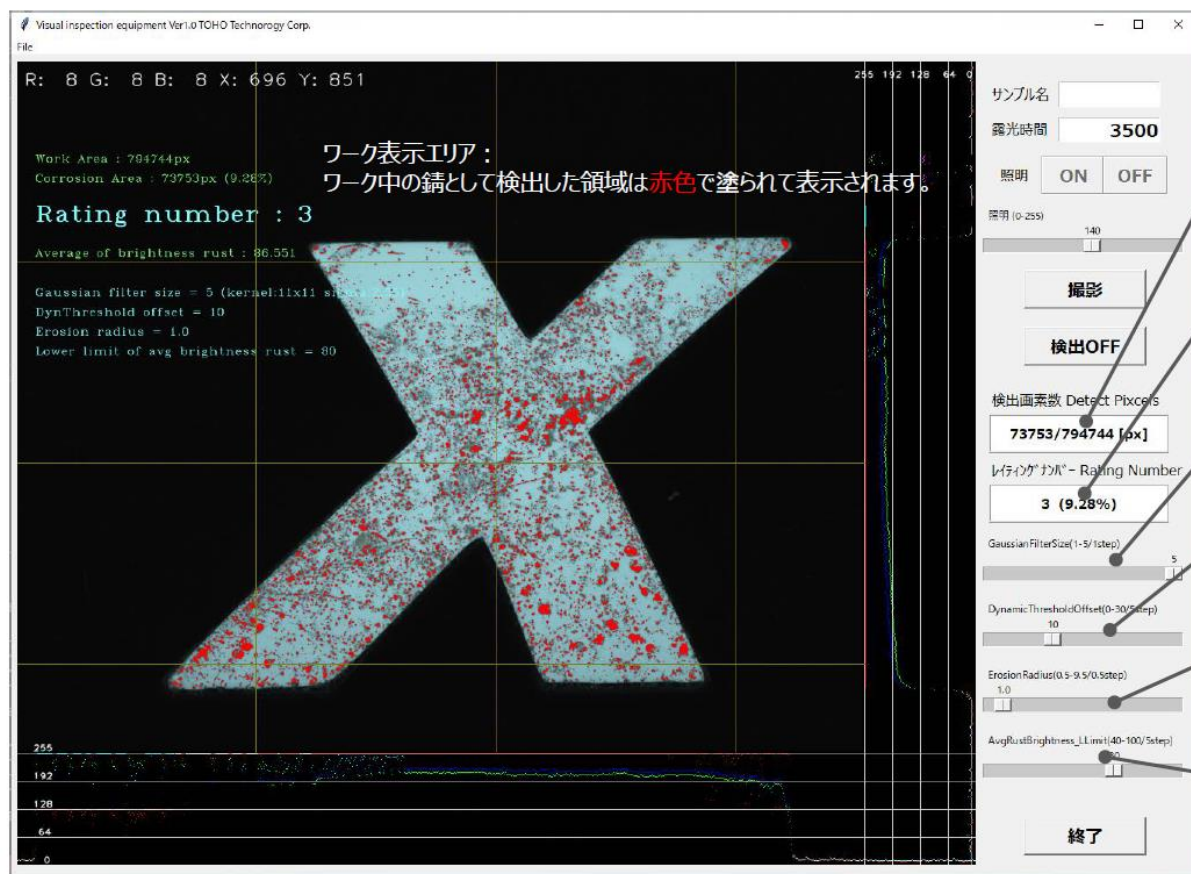 Visual inspection equipment Ver1.0 TOHO Technorogy Corp.
File
R: 8 G: 8 B: 8 X: 696 Y: 851
255 192 128 64 0
Work Area : 794744px
Corrosion Area : 73753px (9.28%)
Rating number : 3
Average of brightness rust : 86.551
Gaussian filter size = 5 (kernel:11x11
DynThreshold offset = 10
Erosion radius = 1.0
Lower limit of avg brightness rust = 80
ワーク表示エリア：
ワーク中の錆として検出した領域は赤色で塗られて表示されます。
255
192
128
64
0
サンプル名
露光時間 3500
照明 ON OFF
照明 (0-255)
140
撮影
検出OFF
検出画素数 Detect Pixcels
73753/794744 [px]
ﾚｲﾃｨﾝｸﾞﾅﾝﾊﾞｰ Rating Number
3 (9.28%)
GaussianFilterSize(1-5/1step)
5
DynamicThresholdOffset(0-30/5step)
10
ErosionRadius(0.5-9.5/0.5step)
1.0
AvgRustBrightness_LLimit(40-100/5step)
終了